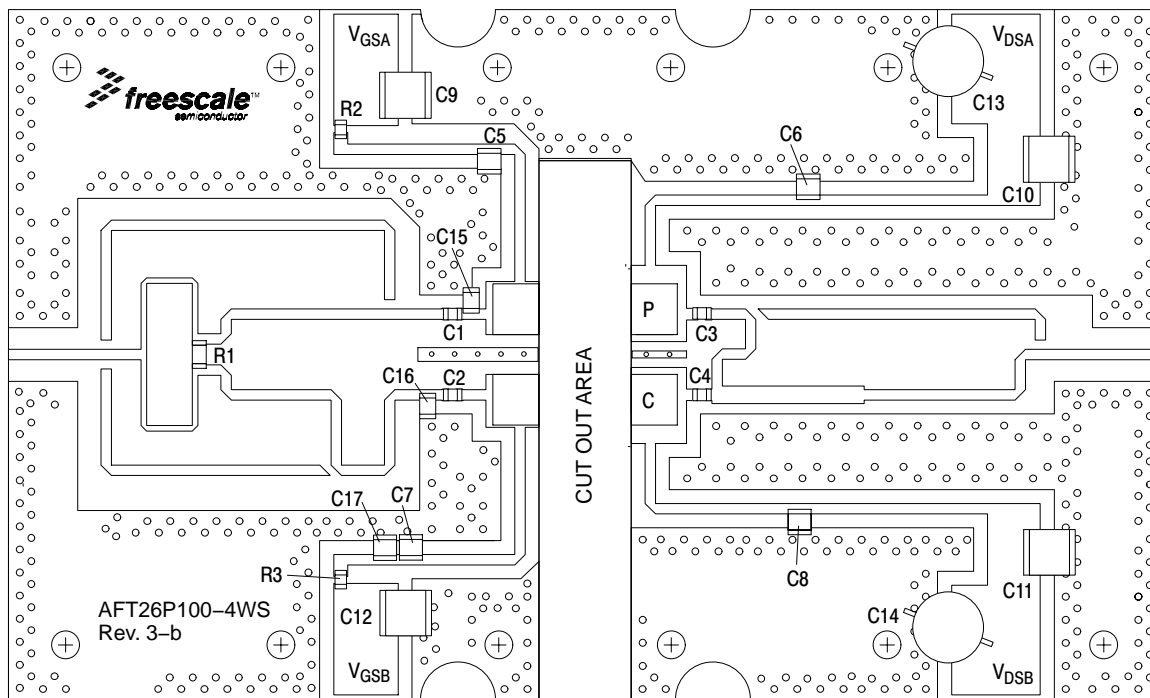 VGSA
VDSA
freescale™
semiconductor
C9
C13
R2
C5
C6
C10
C15
C1
P
C3
R1
C16
C2
C4
C
CUT OUT AREA
C17
C7
C8
R3
C11
C12
C14
AFT26P100–4WS
Rev. 3–b
VGSB
VDSB